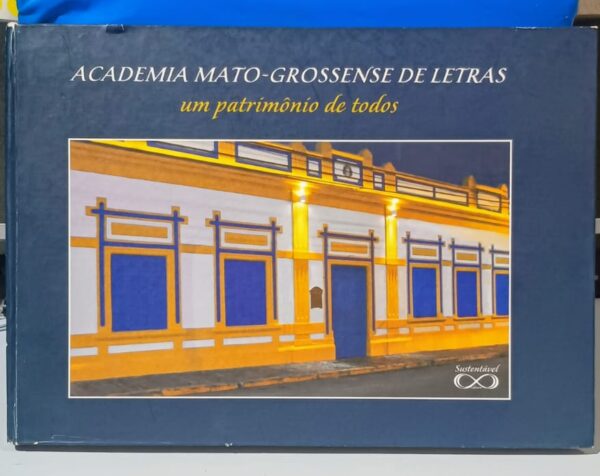 ACADEMIA MATO-GROSSENSE DE LETRAS
um patrimônio de todos
Sustentável